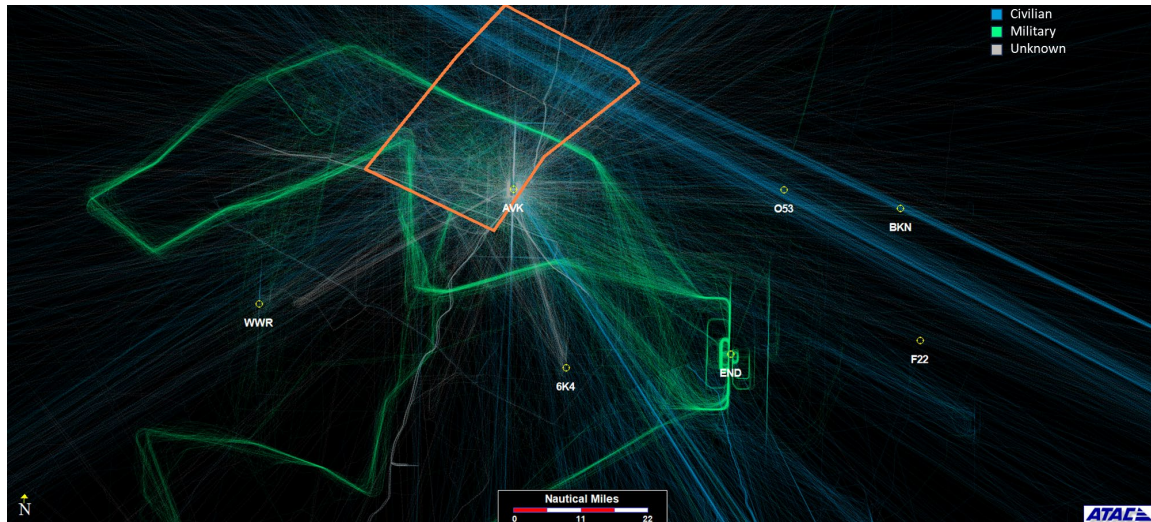 Civilian
Military
Unknown
AVK
O53
BKN
WWR
F22
END
6K4
N
Nautical Miles
0 11 22
ATAC